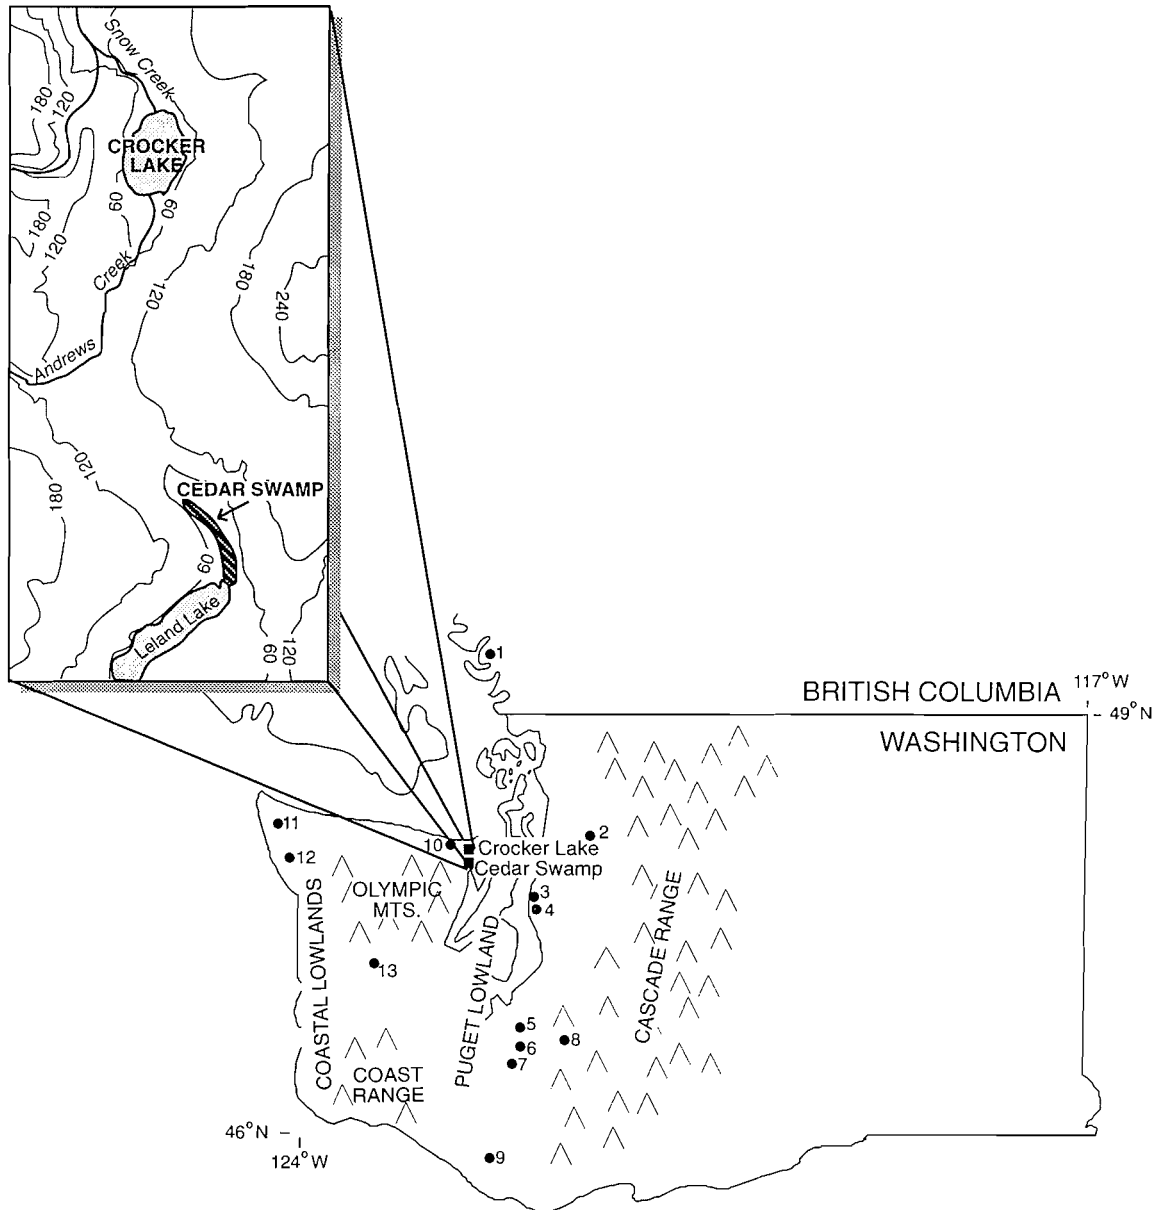 Snow Creek
180
120
CROCKER
LAKE
60
60
180
120
Creek
120
180
240
Andrews
120
180
CEDAR SWAMP
60
Leland Lake
60
120
1
BRITISH COLUMBIA
117°W
49°N
WASHINGTON
11
10
2
Crocker Lake
Cedar Swamp
12
OLYMPIC
MTS.
3
4
COASTAL LOWLANDS
PUGET LOWLAND
CASCADE RANGE
13
5
6
7
8
COAST
RANGE
46°N
124°W
9